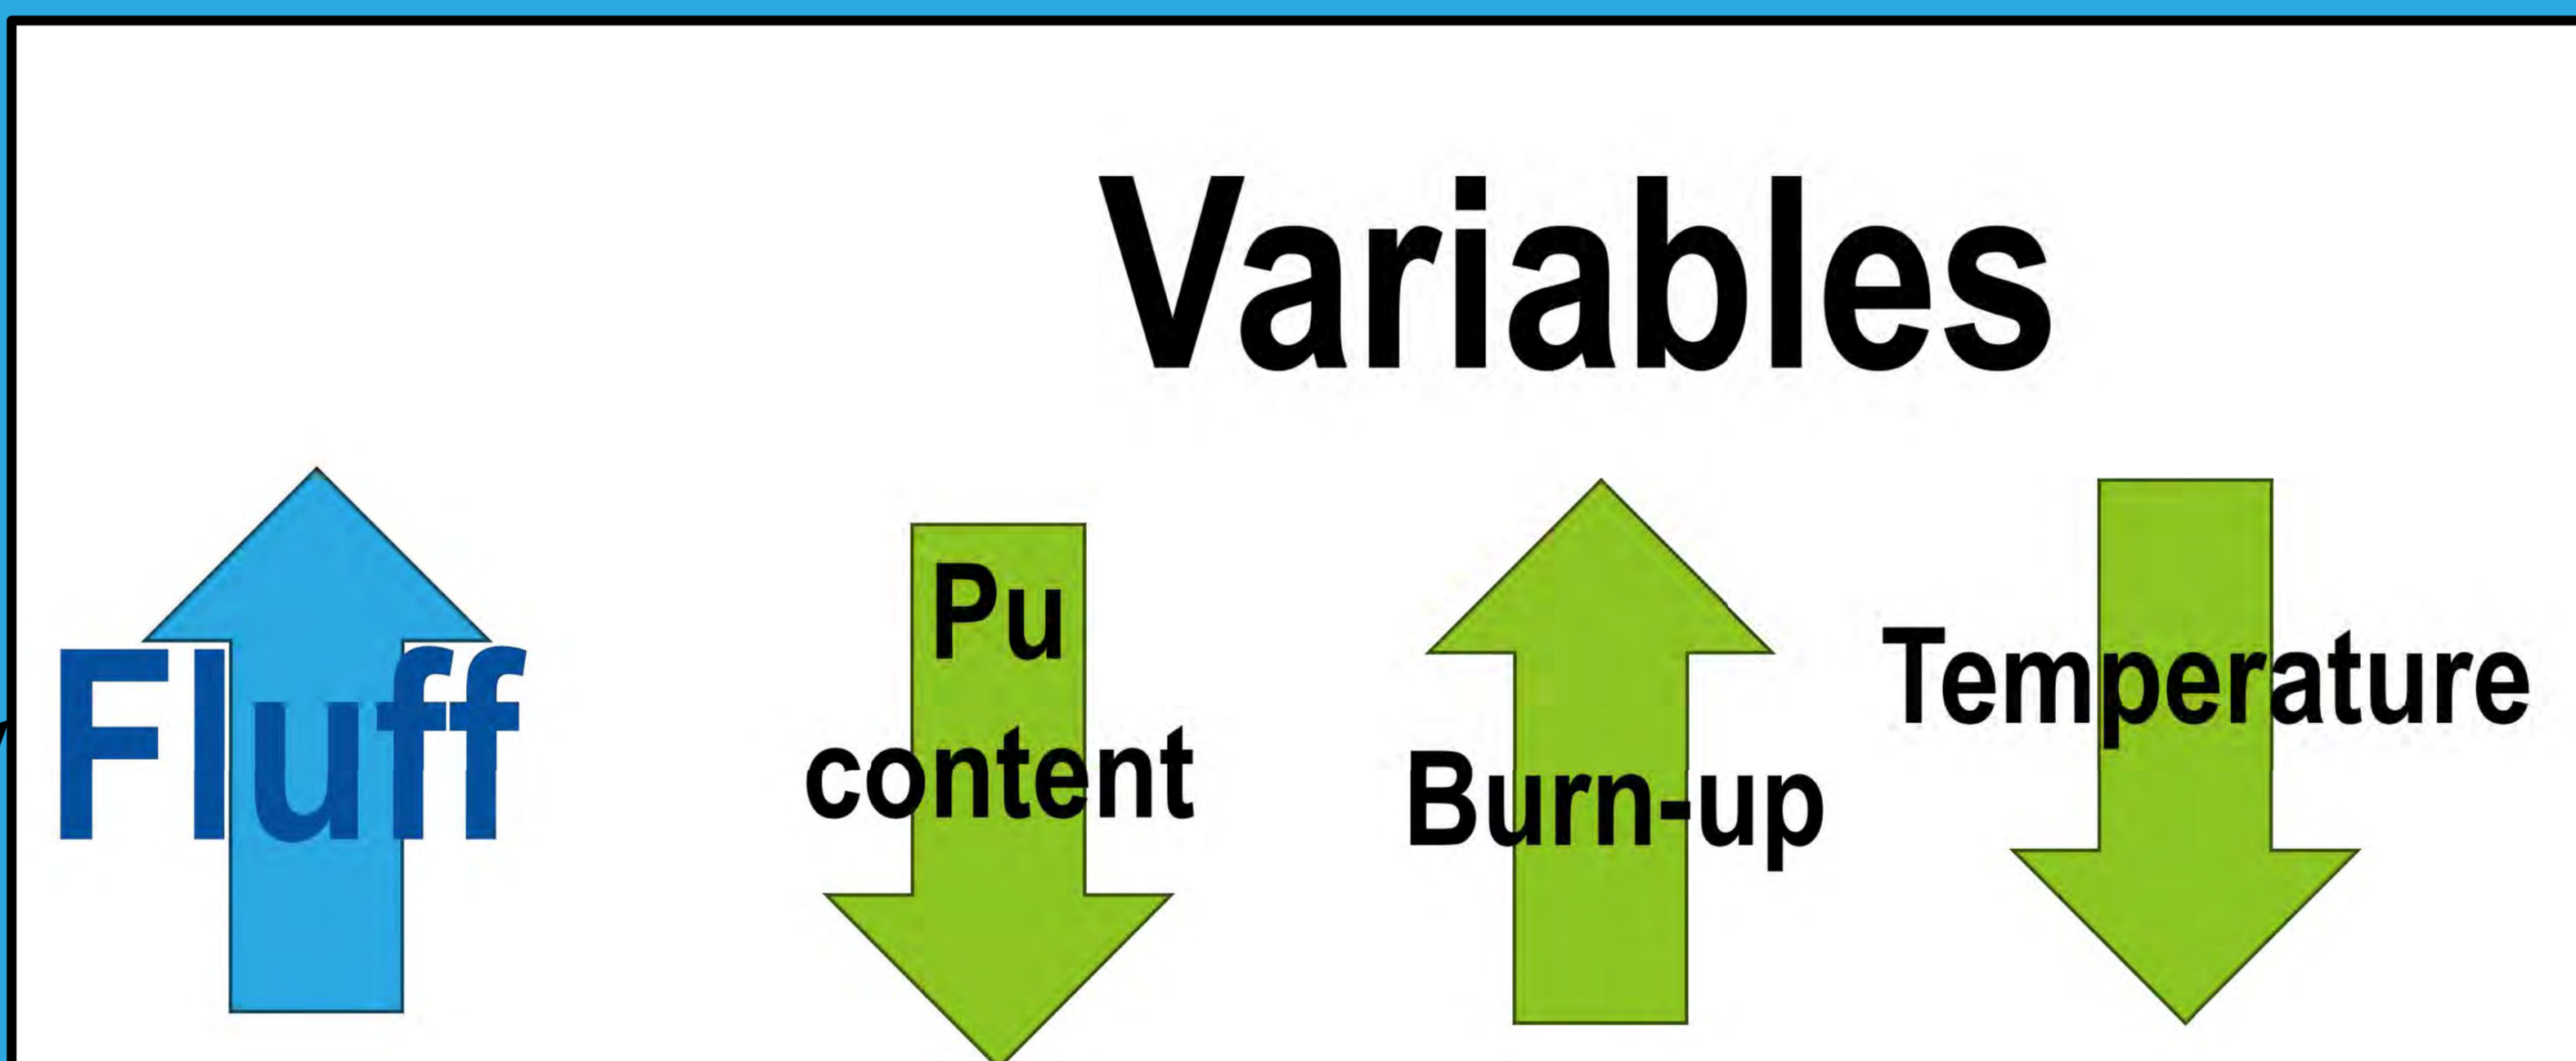 Variables
Fluff
Pu
content
Burn-up
Temperature